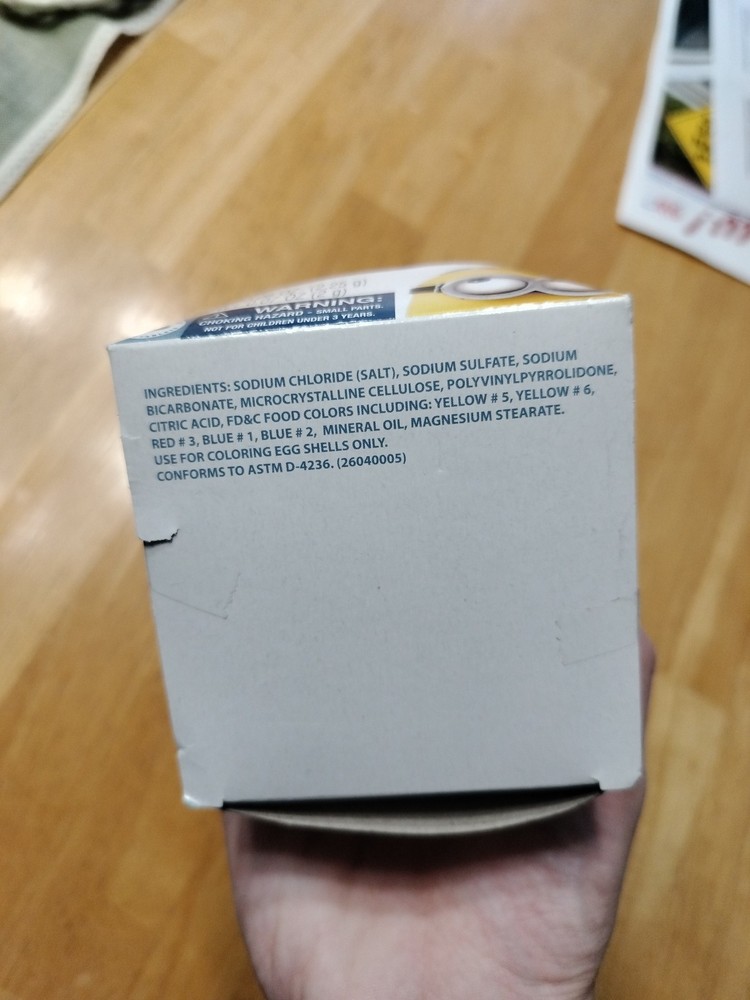 WARNING:
CHOKING HAZARD - SMALL PARTS.
NOT FOR CHILDREN UNDER 3 YEARS.
INGREDIENTS: SODIUM CHLORIDE (SALT), SODIUM SULFATE, SODIUM
BICARBONATE, MICROCRYSTALLINE CELLULOSE, POLYVINYLPYRROLIDONE,
CITRIC ACID, FD&C FOOD COLORS INCLUDING: YELLOW # 5, YELLOW # 6,
RED # 3, BLUE # 1, BLUE # 2, MINERAL OIL, MAGNESIUM STEARATE.
USE FOR COLORING EGG SHELLS ONLY.
CONFORMS TO ASTM D-4236. (26040005)